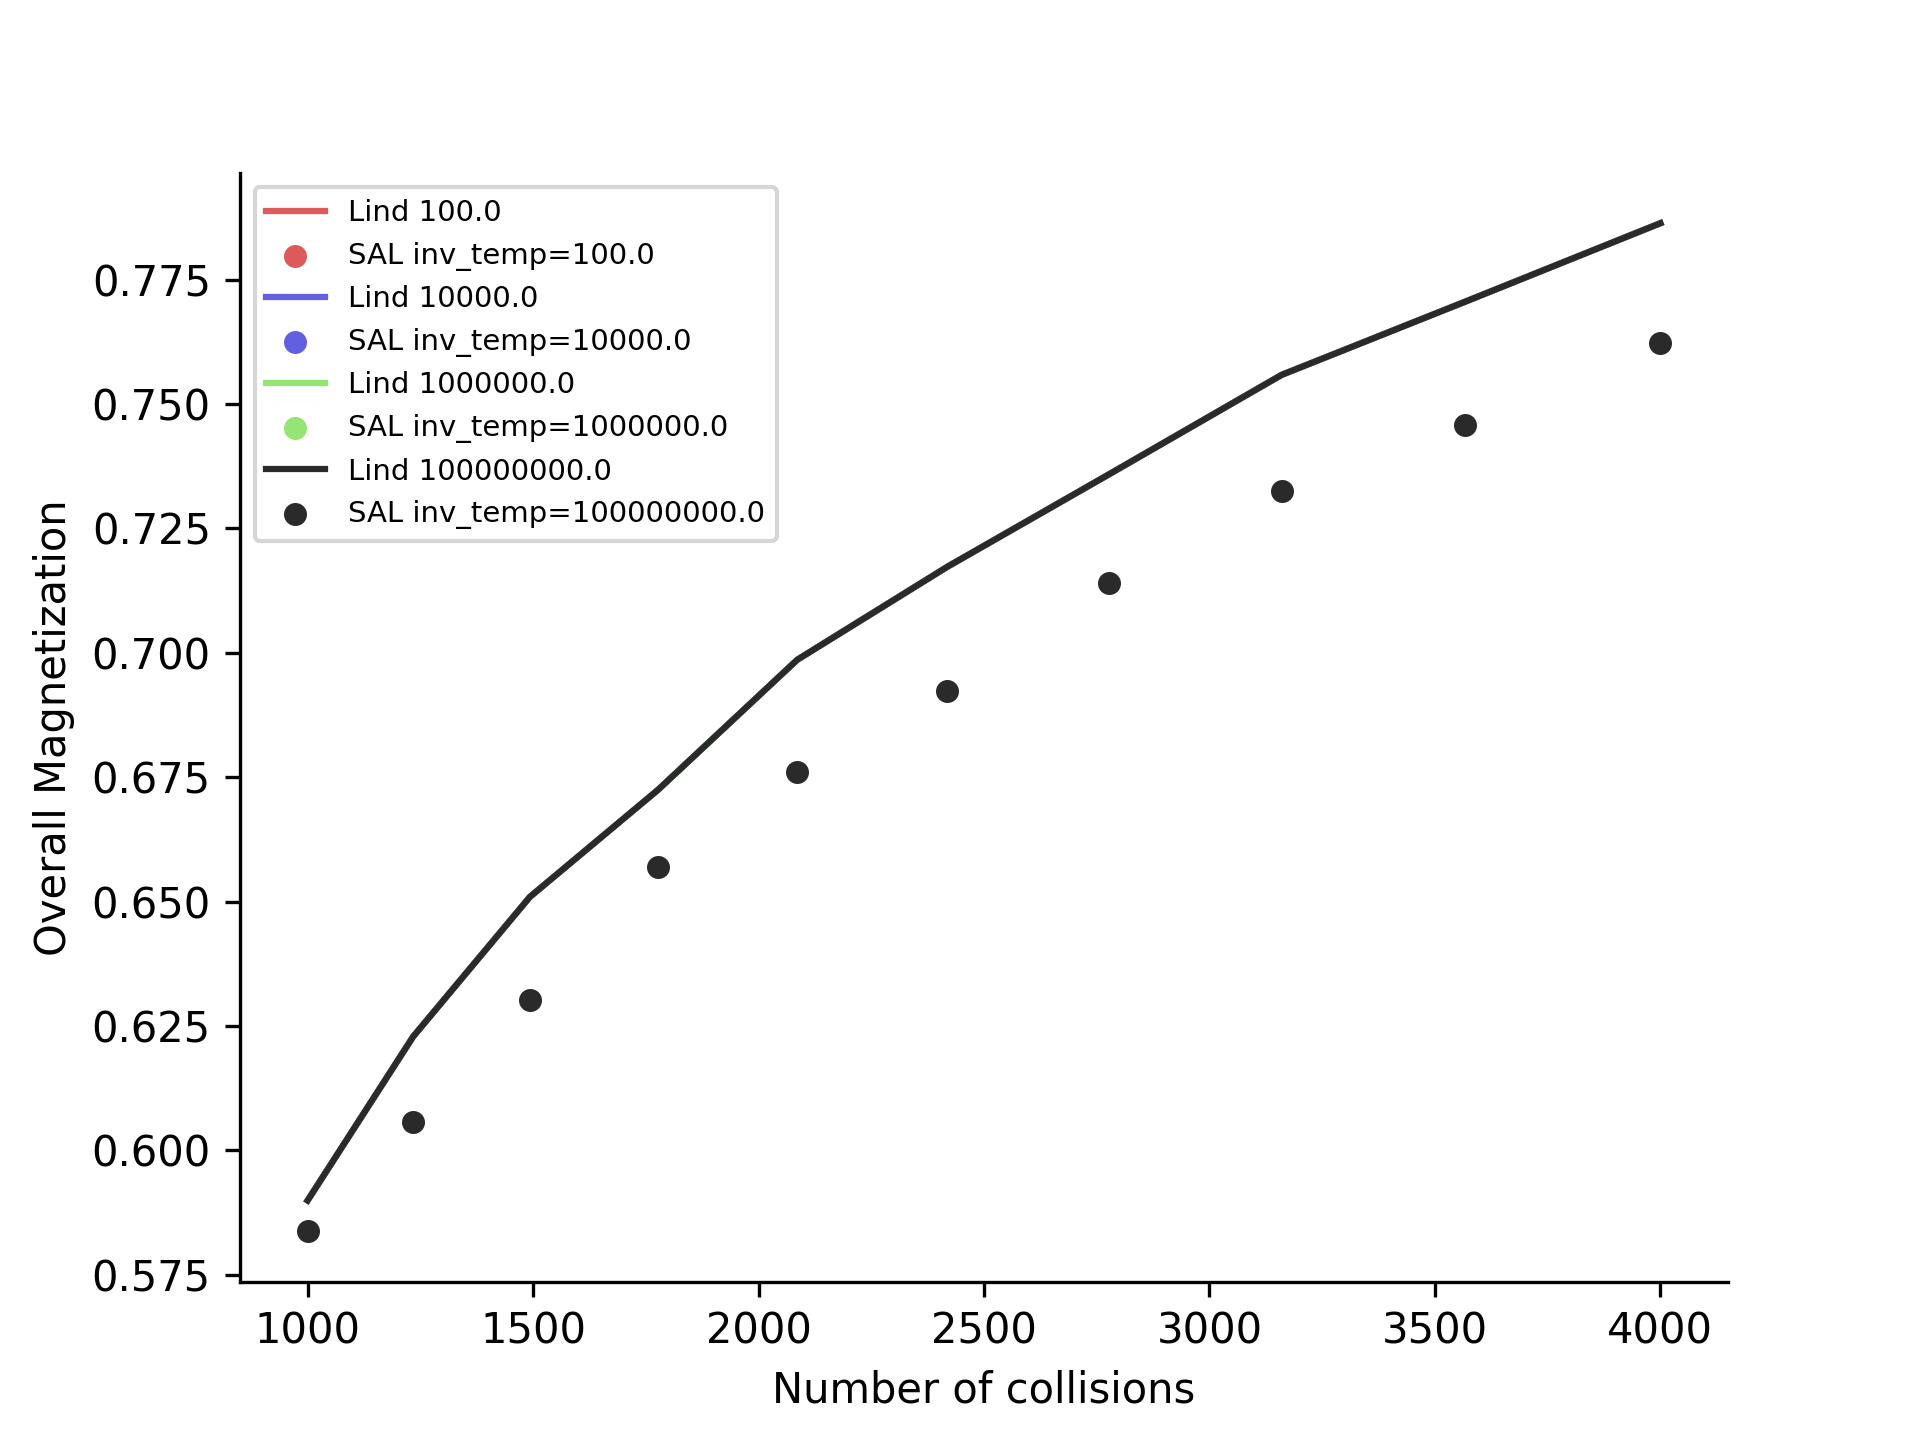 Lind 100.0
SAL inv_temp=100.0
Lind 10000.0
SAL inv_temp=10000.0
Lind 1000000.0
SAL inv_temp=1000000.0
Lind 100000000.0
SAL inv_temp=100000000.0
Overall Magnetization
0.775
0.750
0.725
0.700
0.675
0.650
0.625
0.600
0.575
1000 1500 2000 2500 3000 3500 4000
Number of collisions